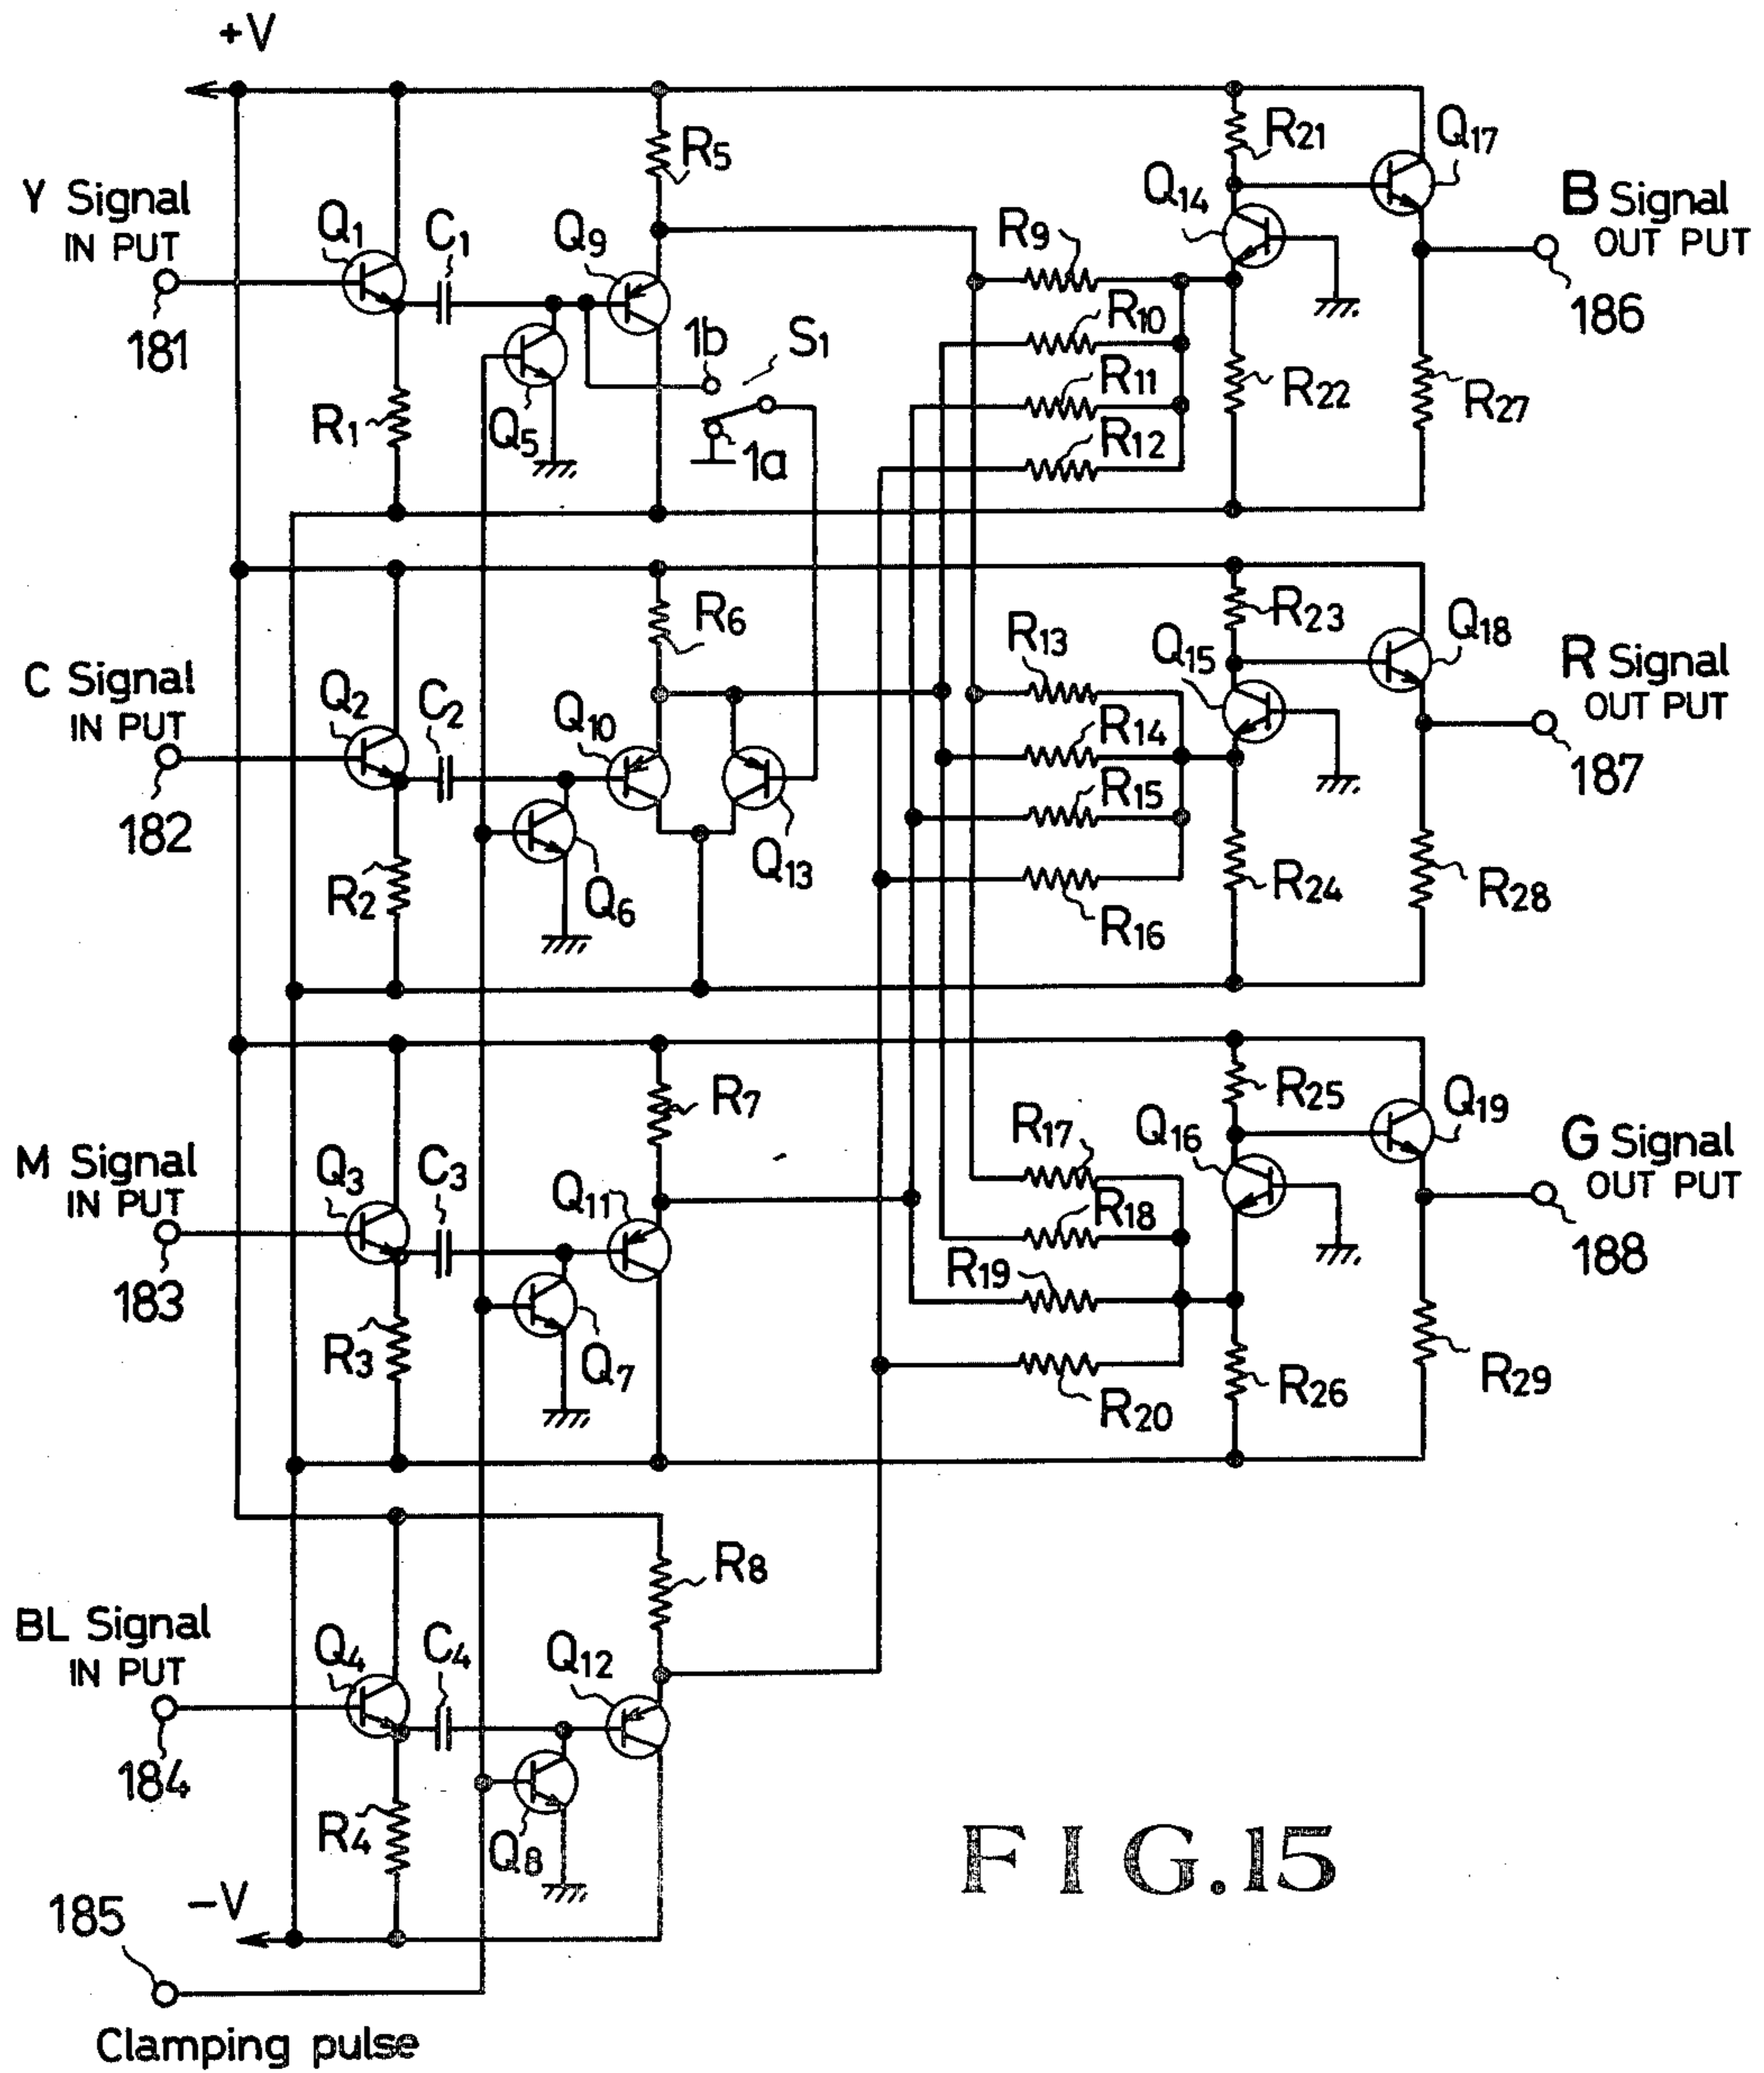 +V
Y Signal
IN PUT
181
Q1
C1
R1
Q5
Q9
R5
1b
S1
1a
R9
R10
R11
R12
R21
Q14
Q17
R22
R27
B Signal
OUT PUT
186
C Signal
IN PUT
182
Q2
C2
R2
Q6
Q10
R6
Q13
R13
R14
R15
R16
R23
Q15
Q18
R24
R28
R Signal
OUT PUT
187
M Signal
IN PUT
183
Q3
C3
R3
Q7
Q11
R7
R17
R18
R19
R20
R25
Q16
Q19
R26
R29
G Signal
OUT PUT
188
BL Signal
IN PUT
184
Q4
C4
R4
Q8
Q12
R8
-V
185
Clamping pulse
FIG.15